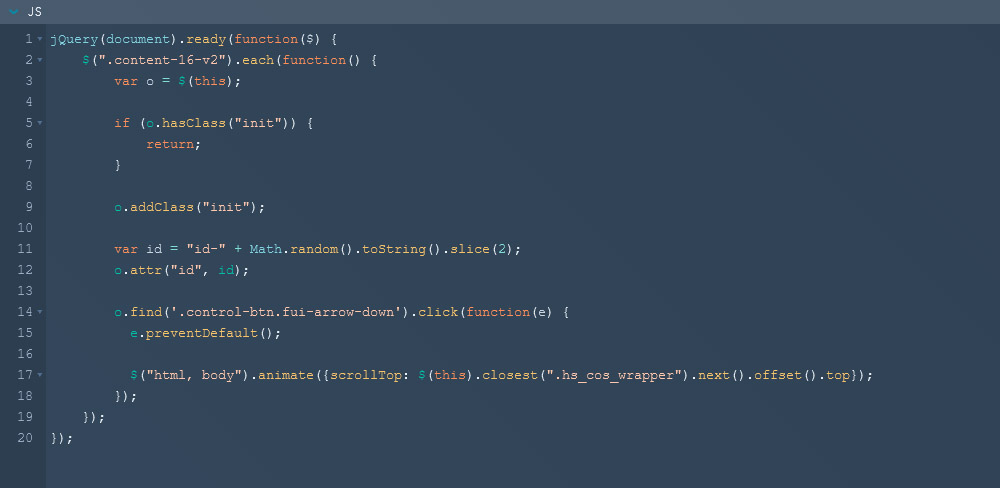 JS
1 jQuery(document).ready(function($) {
2     $(".content-16-v2").each(function() {
3         var o = $(this);
4
5         if (o.hasClass("init")) {
6             return;
7         }
8
9         o.addClass("init");
10
11         var id = "id-" + Math.random().toString().slice(2);
12         o.attr("id", id);
13
14         o.find('.control-btn.fui-arrow-down').click(function(e) {
15           e.preventDefault();
16
17           $("html, body").animate({scrollTop: $(this).closest(".hs_cos_wrapper").next().offset().top});
18         });
19     });
20 });